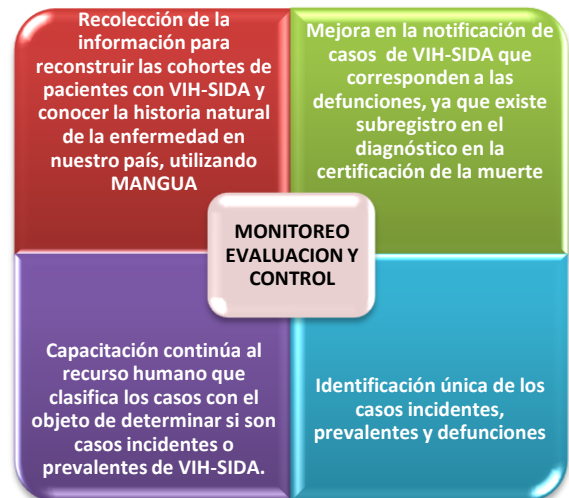 Recolección de la
información para
reconstruir las cohortes de
pacientes con VIH-SIDA y
conocer la historia natural
de la enfermedad en
nuestro país, utilizando
MANGUA
Mejora en la notificación de
casos de VIH-SIDA que
corresponden a las
defunciones, ya que existe
subregistro en el
diagnóstico en la
certificación de la muerte
MONITOREO
EVALUACION Y
CONTROL
Capacitación continúa al
recurso humano que
clasifica los casos con el
objeto de determinar si son
casos incidentes o
prevalentes de VIH-SIDA.
Identificación única de los
casos incidentes,
prevalentes y defunciones